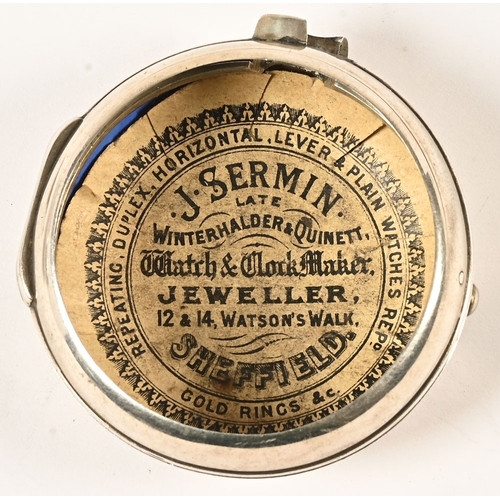 REPEATING, DUPLEX, HORIZONTAL, LEVER & PLAIN WATCHES REPD
J. SERMIN.
LATE
WINTERHALDER & QUINETT,
Watch & Clock Maker,
JEWELLER,
12 & 14, WATSON'S WALK,
SHEFFIELD.
GOLD RINGS &c.